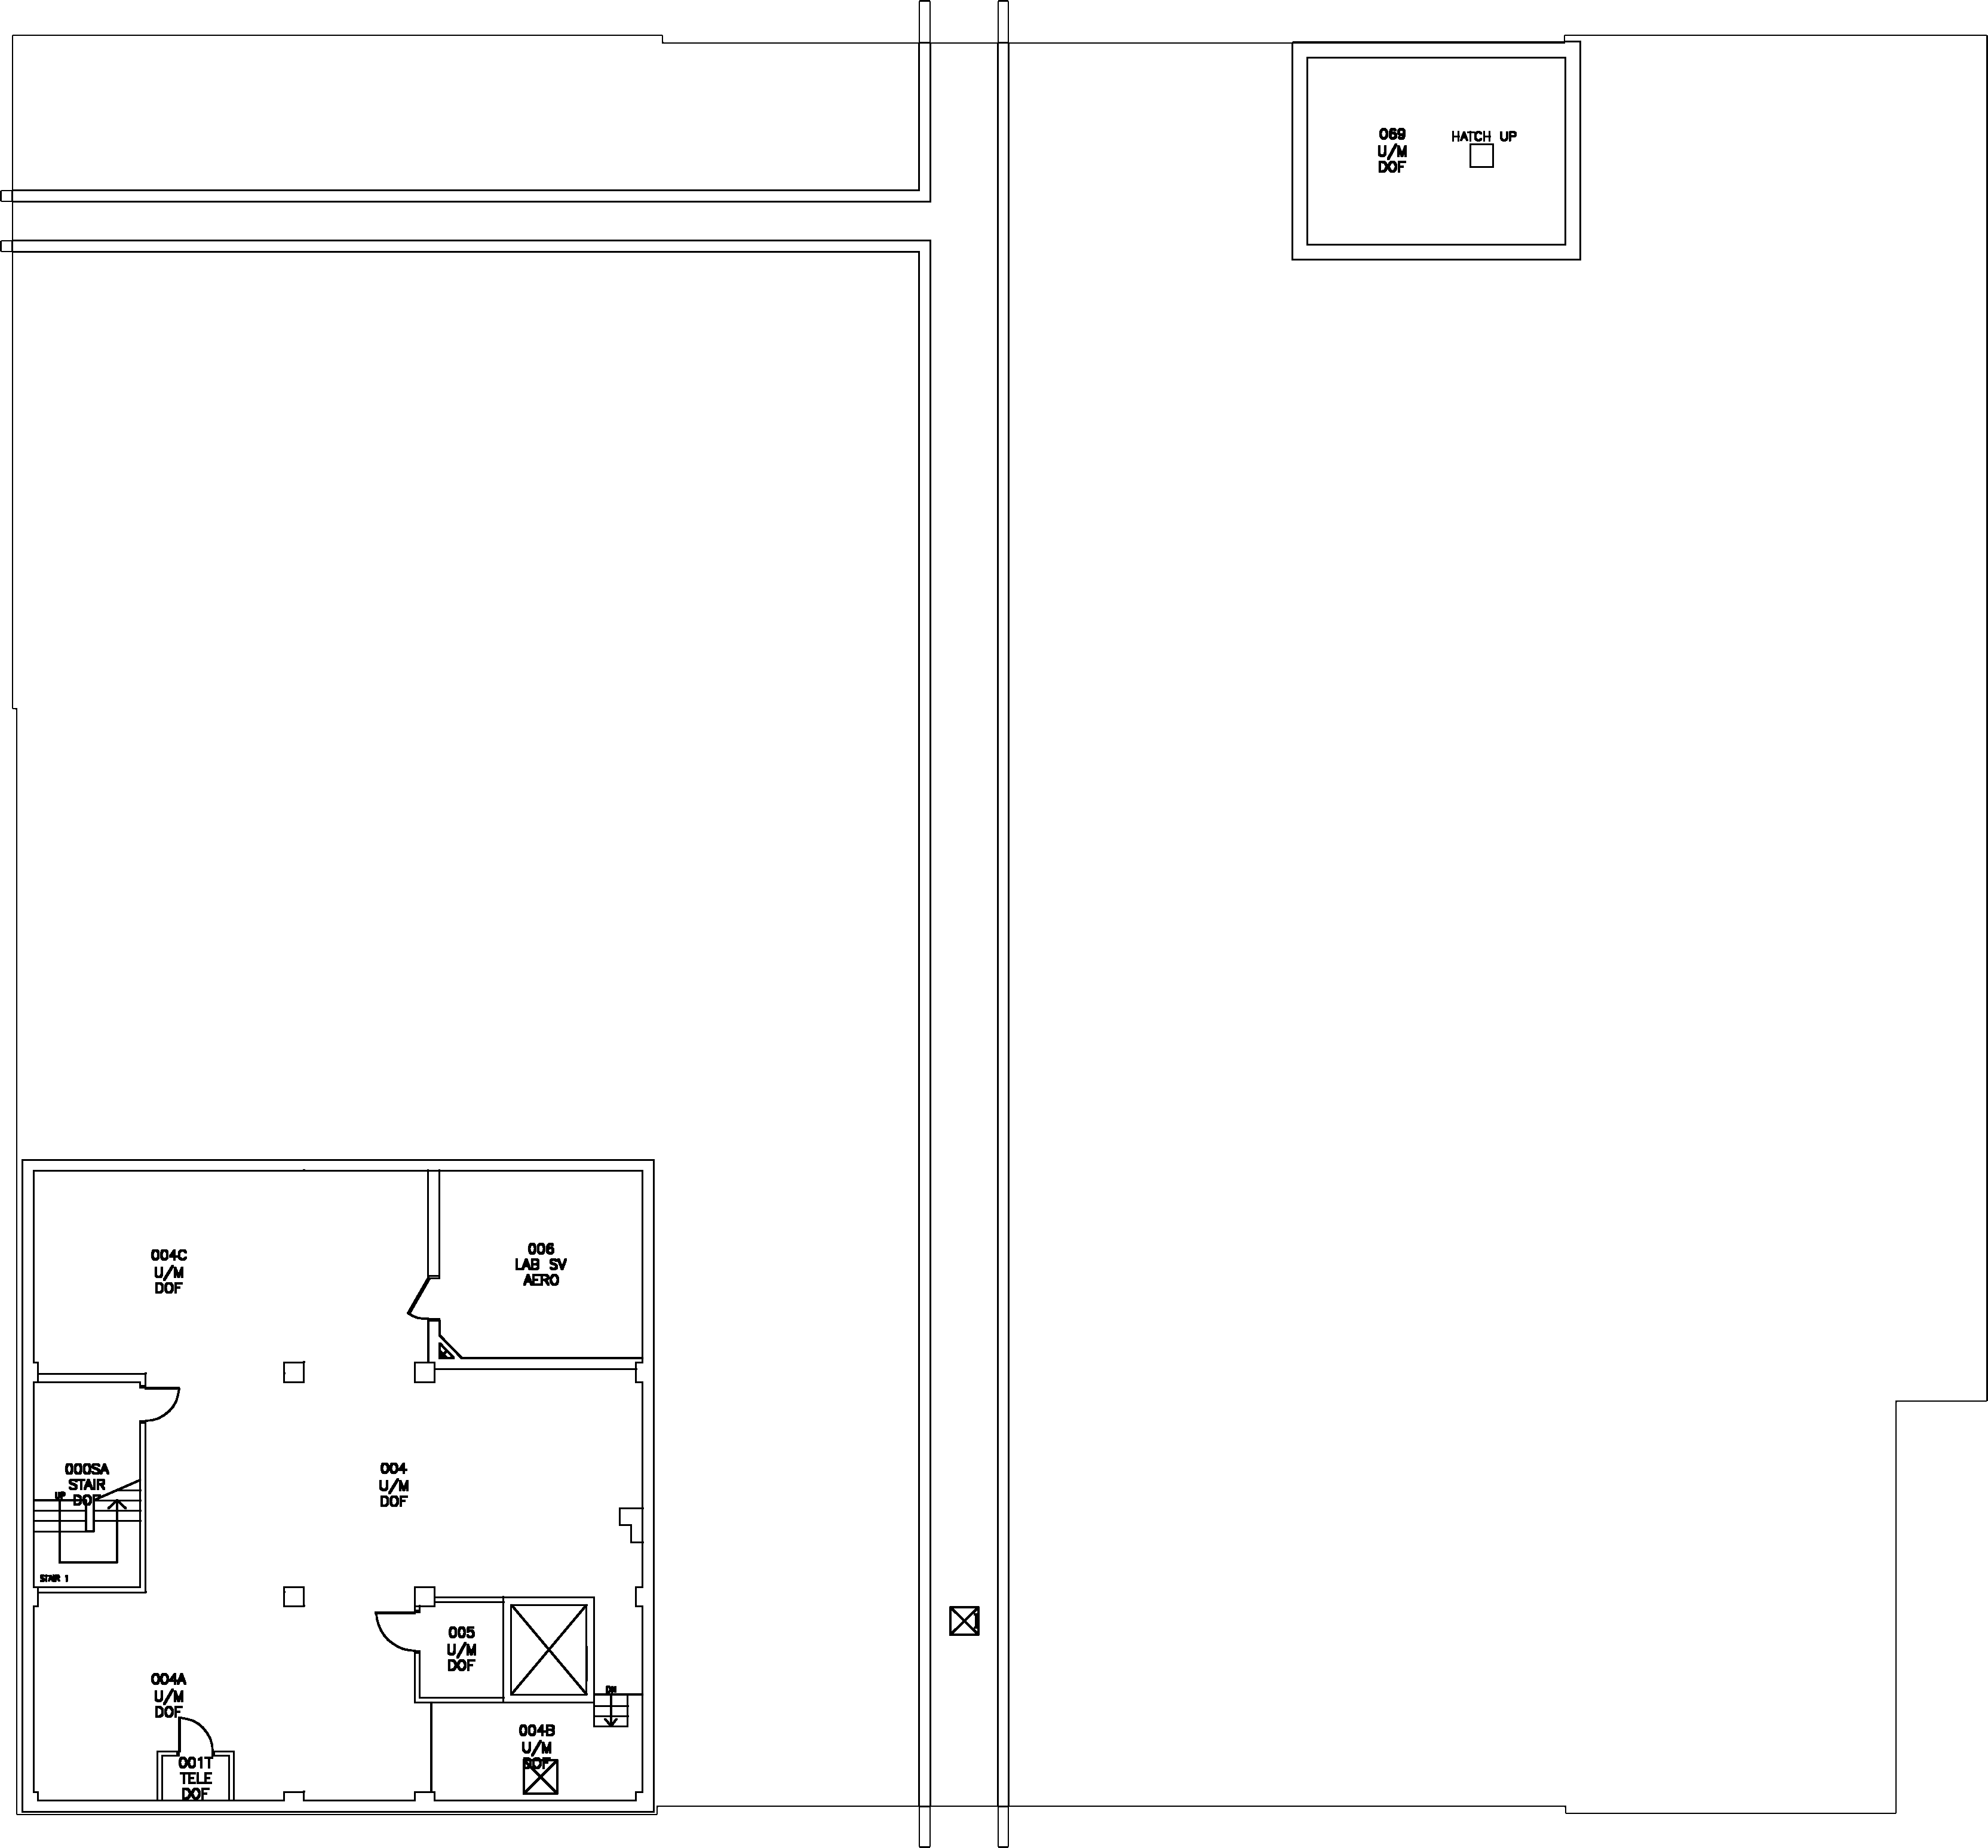 069
U/M
DOF
HATCH UP
004C
U/M
DOF
006
LAB SV
AERO
000SA
STAIR
DOF
UP
STAIR 1
004
U/M
DOF
005
U/M
DOF
004A
U/M
DOF
DN
004B
U/M
DOF
001T
TELE
DOF